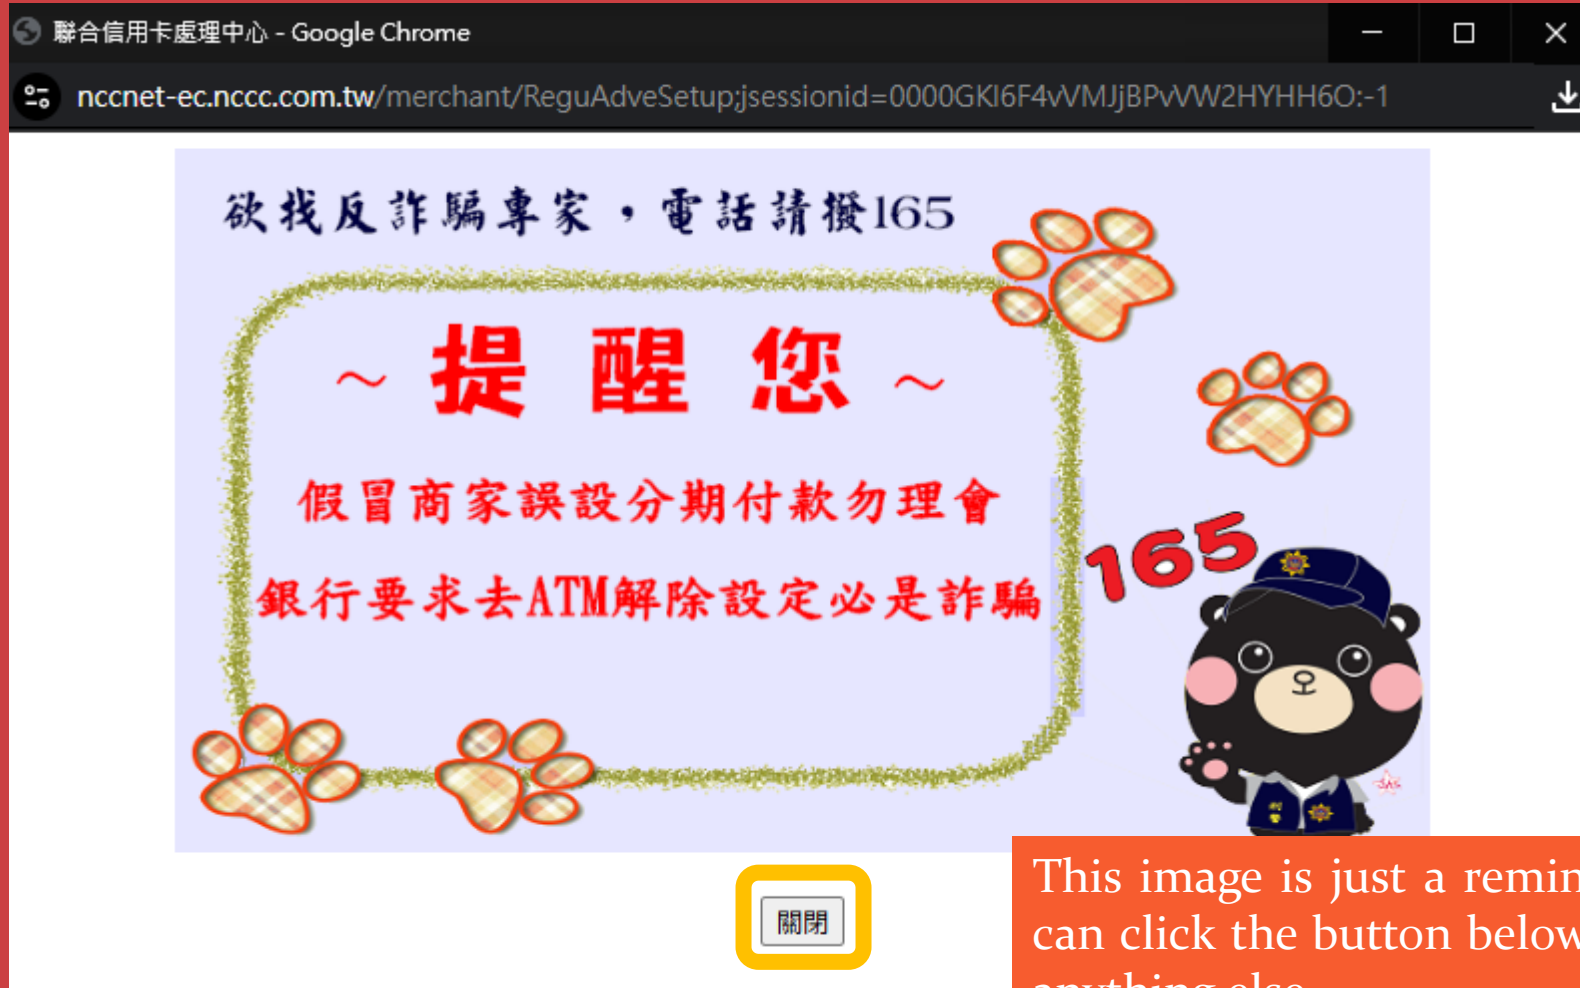 聯合信用卡處理中心 - Google Chrome
nccnet-ec.nccc.com.tw/merchant/ReguAdveSetup;jsessionid=0000GKI6F4vVMJjBPvVW2HYHH6O:-1
欲找反詐騙專家，電話請撥165
~ 提醒您 ~
假冒商家誤設分期付款勿理會
銀行要求去ATM解除設定必是詐騙
165
關閉
This image is just a remin
can click the button below
anything else